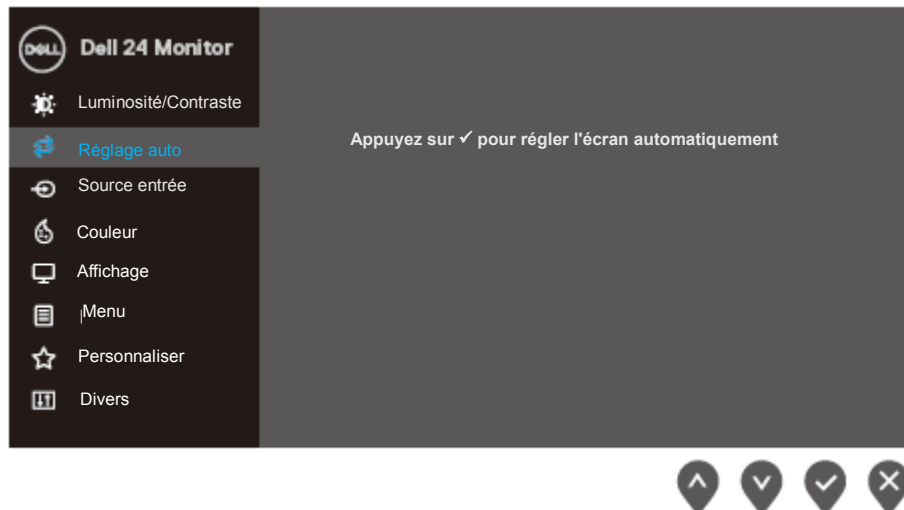 DELL
Dell 24 Monitor
Luminosité/Contraste
Réglage auto
Appuyez sur ✓ pour régler l'écran automatiquement
Source entrée
Couleur
Affichage
Menu
Personnaliser
Divers